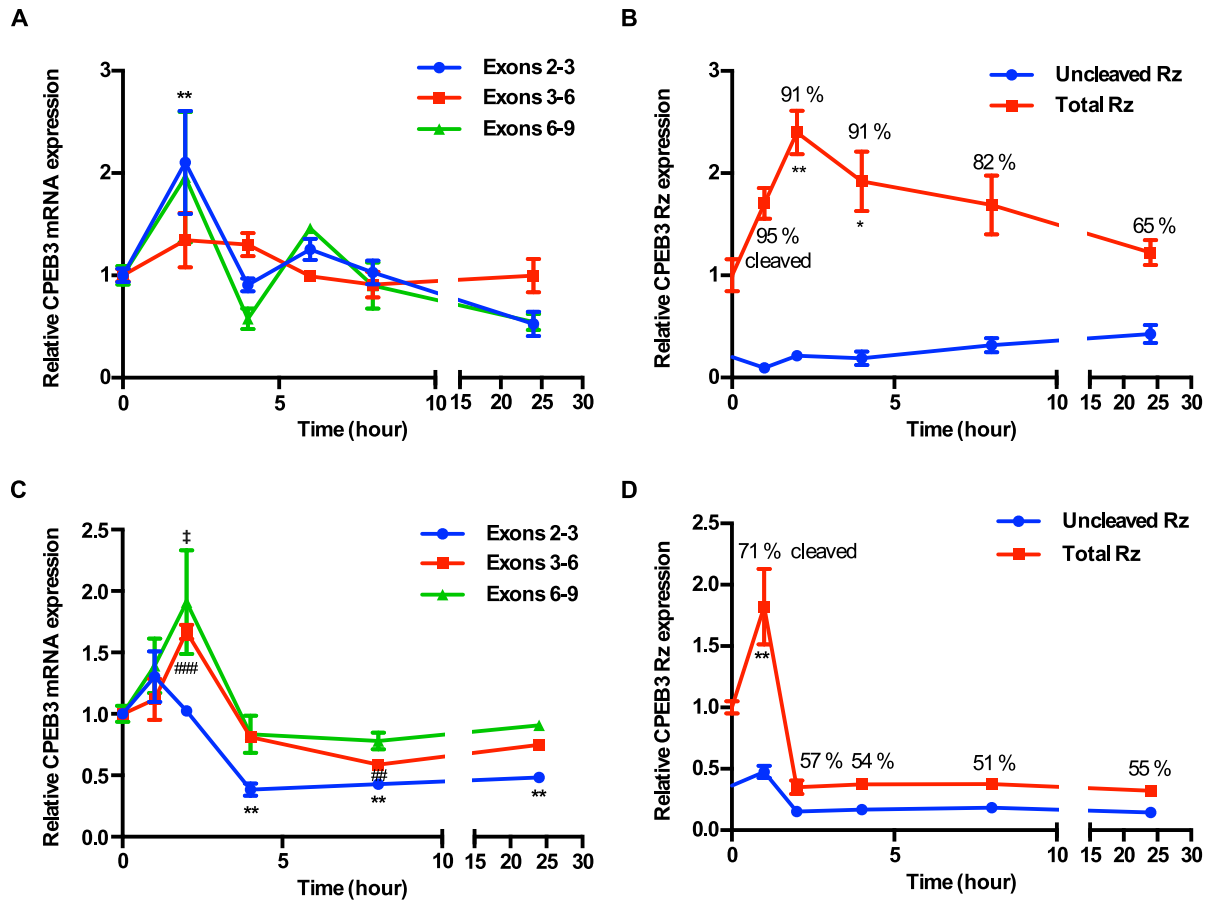 A
Relative CPEB3 mRNA expression
Exons 2-3
Exons 3-6
Exons 6-9
**
3
2
1
0
0 5 10 15 20 25 30
Time (hour)
B
Relative CPEB3 Rz expression
Uncleaved Rz
Total Rz
91 %
91 %
82 %
65 %
**
*
95 %
cleaved
3
2
1
0
0 5 10 15 20 25 30
Time (hour)
C
Relative CPEB3 mRNA expression
Exons 2-3
Exons 3-6
Exons 6-9
‡
###
##
**
**
**
2.5
2.0
1.5
1.0
0.5
0.0
0 5 10 15 20 25 30
Time (hour)
D
Relative CPEB3 Rz expression
Uncleaved Rz
Total Rz
71 % cleaved
**
57 % 54 % 51 % 55 %
2.5
2.0
1.5
1.0
0.5
0.0
0 5 10 15 20 25 30
Time (hour)